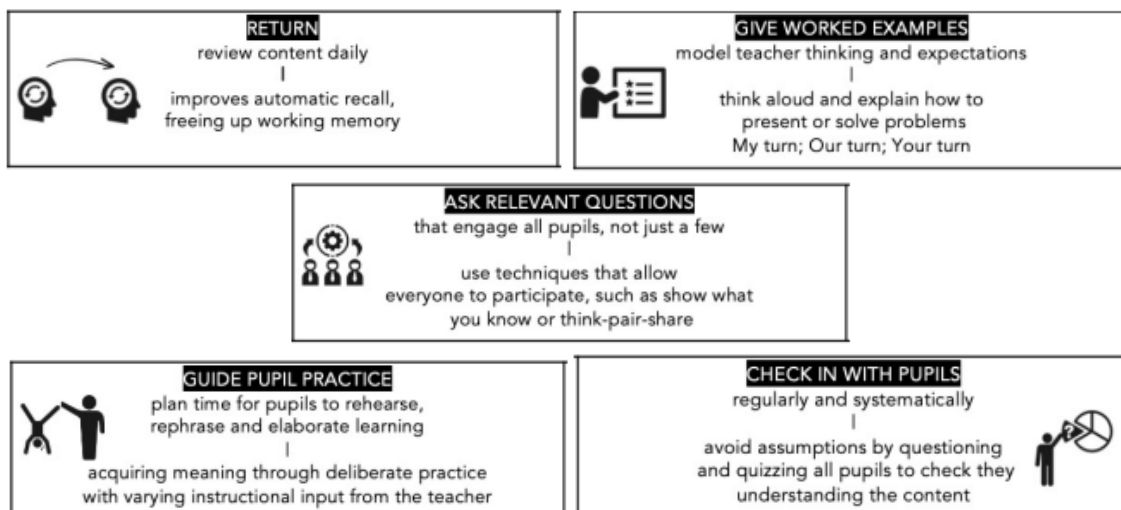 RETURN
review content daily
improves automatic recall,
freeing up working memory
GIVE WORKED EXAMPLES
model teacher thinking and expectations
think aloud and explain how to
present or solve problems
My turn; Our turn; Your turn
ASK RELEVANT QUESTIONS
that engage all pupils, not just a few
use techniques that allow
everyone to participate, such as show what
you know or think-pair-share
GUIDE PUPIL PRACTICE
plan time for pupils to rehearse,
rephrase and elaborate learning
acquiring meaning through deliberate practice
with varying instructional input from the teacher
CHECK IN WITH PUPILS
regularly and systematically
avoid assumptions by questioning
and quizzing all pupils to check they
understanding the content